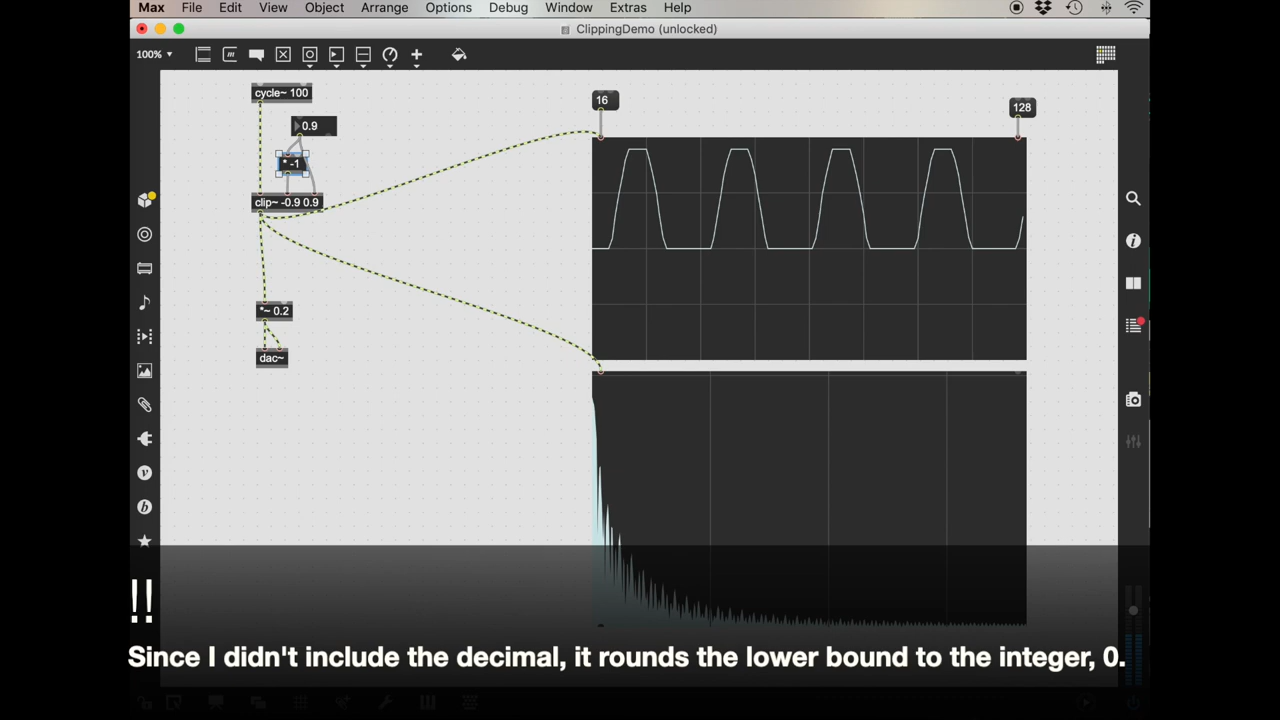 Max File Edit View Object Arrange Options Debug Window Extras Help
ClippingDemo (unlocked)
100%
cycle~ 100
16
128
0.9
* -1
clip~ -0.9 0.9
*~ 0.2
dac~
!!
Since I didn't include the decimal, it rounds the lower bound to the integer, 0.